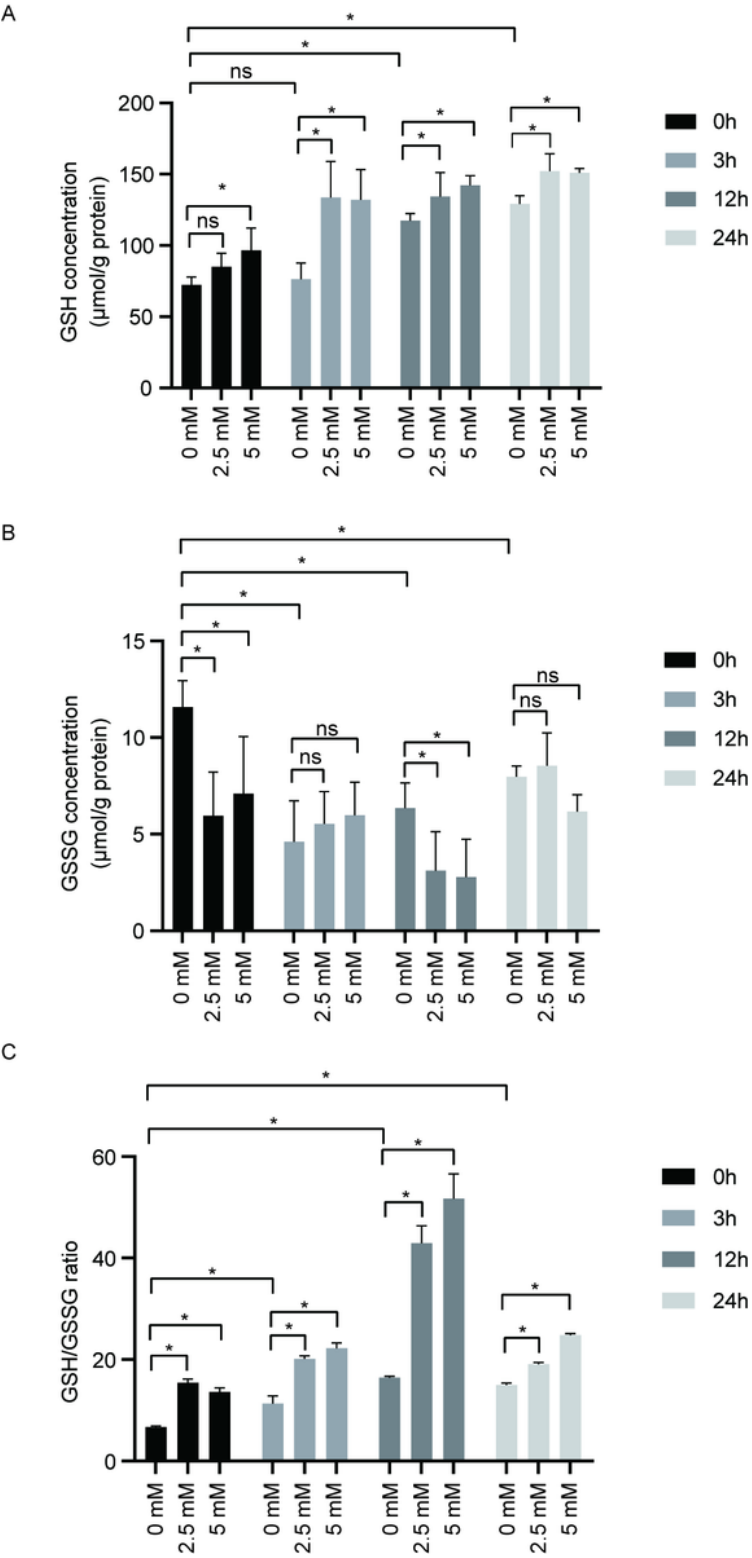 A
*
*
ns
200
150
100
50
0
GSH concentration
(μmol/g protein)
ns
*
*
*
*
*
*
*
0 mM
2.5 mM
5 mM
0 mM
2.5 mM
5 mM
0 mM
2.5 mM
5 mM
0 mM
2.5 mM
5 mM
0h
3h
12h
24h
B
*
*
*
*
*
15
10
5
0
GSSG concentration
(μmol/g protein)
ns
ns
*
*
ns
ns
0 mM
2.5 mM
5 mM
0 mM
2.5 mM
5 mM
0 mM
2.5 mM
5 mM
0 mM
2.5 mM
5 mM
0h
3h
12h
24h
C
*
*
*
60
40
20
0
GSH/GSSG ratio
*
*
*
*
*
*
*
*
0 mM
2.5 mM
5 mM
0 mM
2.5 mM
5 mM
0 mM
2.5 mM
5 mM
0 mM
2.5 mM
5 mM
0h
3h
12h
24h